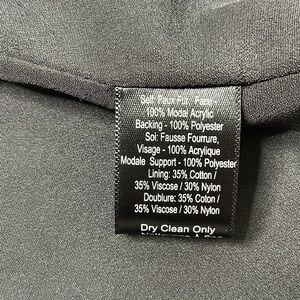 Self: Faux Fur: Face -
100% Modal Acrylic
Backing - 100% Polyester
Soi: Fausse Fourrure,
Visage - 100% Acrylique
Modale Support - 100% Polyester
Lining: 35% Cotton /
35% Viscose / 30% Nylon
Doublure: 35% Coton /
35% Viscose / 30% Nylon
Dry Clean Only